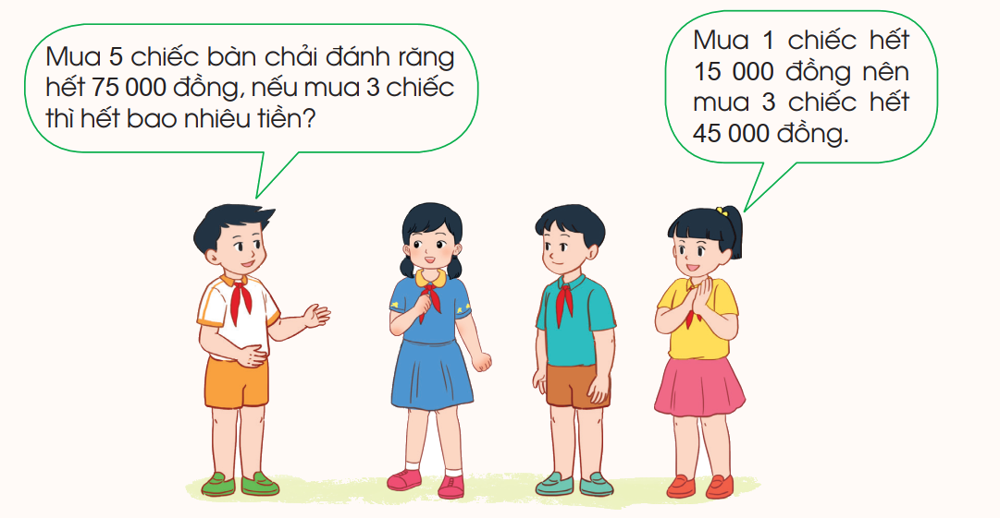 Mua 5 chiếc bàn chải đánh răng
hết 75 000 đồng, nếu mua 3 chiếc
thì hết bao nhiêu tiền?
Mua 1 chiếc hết
15 000 đồng nên
mua 3 chiếc hết
45 000 đồng.